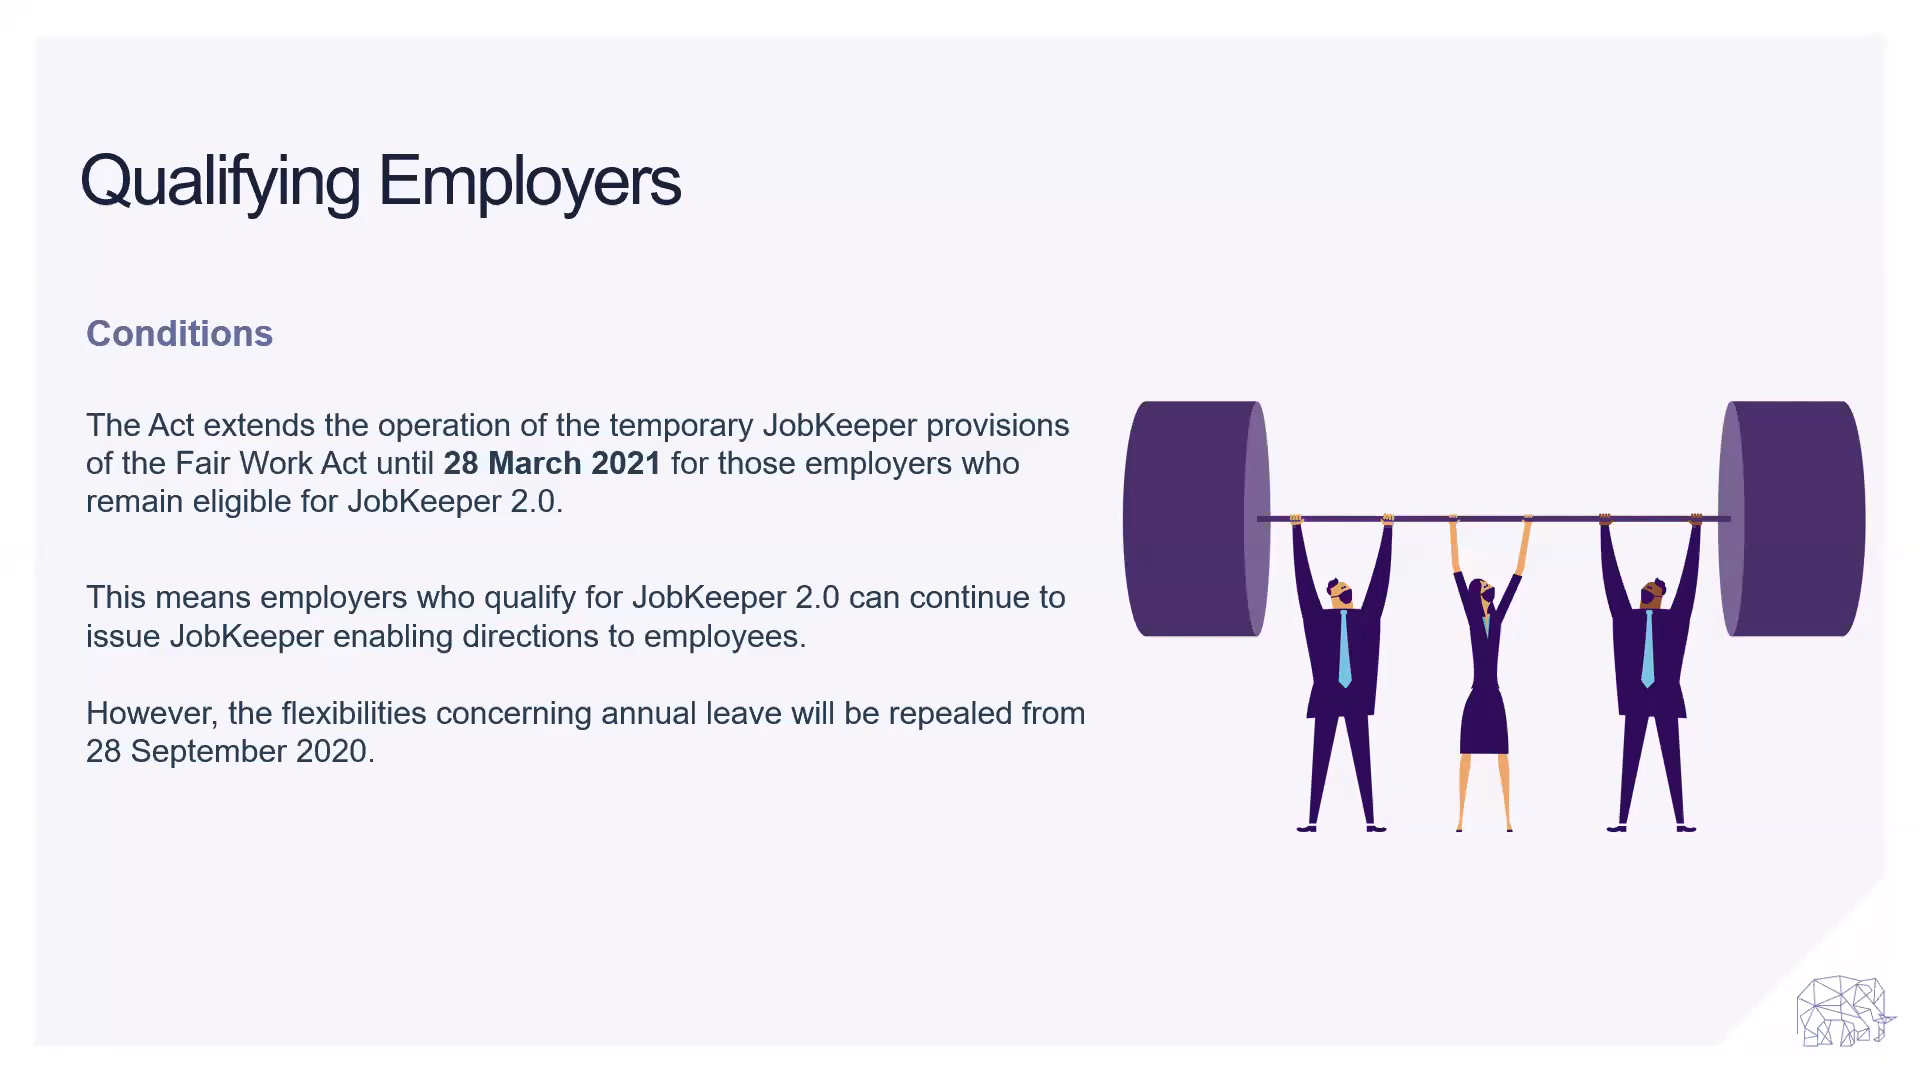 Qualifying Employers
Conditions
The Act extends the operation of the temporary JobKeeper provisions
of the Fair Work Act until 28 March 2021 for those employers who
remain eligible for JobKeeper 2.0.
This means employers who qualify for JobKeeper 2.0 can continue to
issue JobKeeper enabling directions to employees.
However, the flexibilities concerning annual leave will be repealed from
28 September 2020.